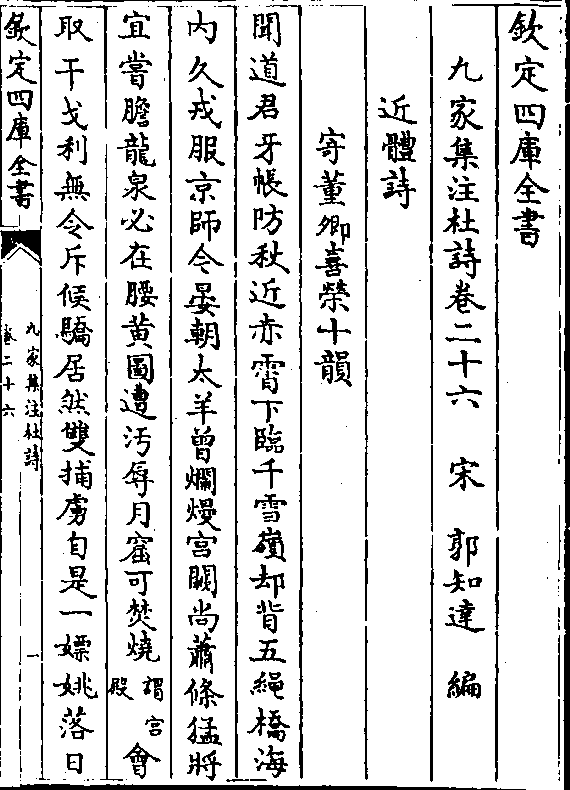 欽定四庫全書
九家集注杜詩卷二十六　宋　郭知達　編
近體詩
寄董卿喜榮十韻
聞道君牙帳防秋近赤霄下臨千雪嶺却背五繩橋海
内久戎服京師今晏朝太羊曾爛熳宮闕尚蕭條猛將
宜嘗膽龍泉必在腰黄圖遭汚辱月窟可焚燒謂宮殿會
取干戈利無令斥候驕居然雙捕虜自是一嫖姚落日
欽定四庫全書
九家集注杜詩
卷二十六
一